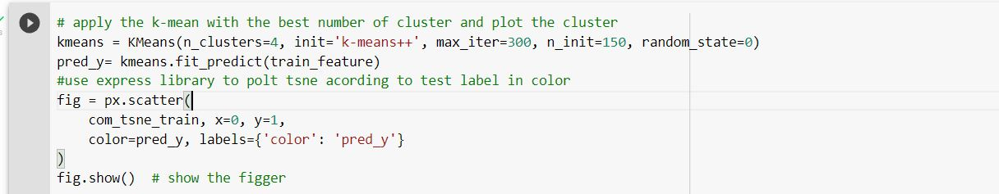 # apply the k-mean with the best number of cluster and plot the cluster
kmeans = KMeans(n_clusters=4, init='k-means++', max_iter=300, n_init=150, random_state=0)
pred_y= kmeans.fit_predict(train_feature)
#use express library to polt tsne acording to test label in color
fig = px.scatter(
    com_tsne_train, x=0, y=1,
    color=pred_y, labels={'color': 'pred_y'}
)
fig.show()  # show the figger